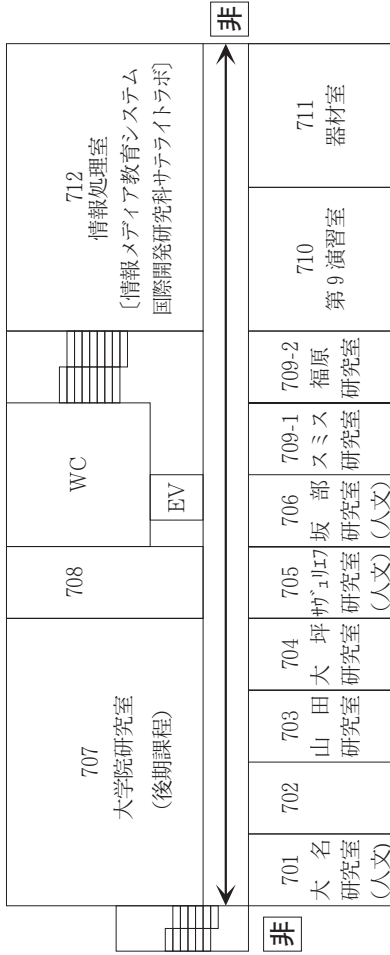 非
712
情報処理室
〔情報メディア教育システム
国際開発研究科サテライトラボ〕
WC
EV
708
707
大学院研究室
(後期課程)
711
器材室
710
第9演習室
709-2
福原
研究室
709-1
スミス
研究室
706
坂 部
研究室
(人文)
705
ｻｳﾞｪﾘｴﾌ
研究室
(人文)
704
大 坪
研究室
703
山 田
研究室
702
701
大 名
研究室
(人文)
非